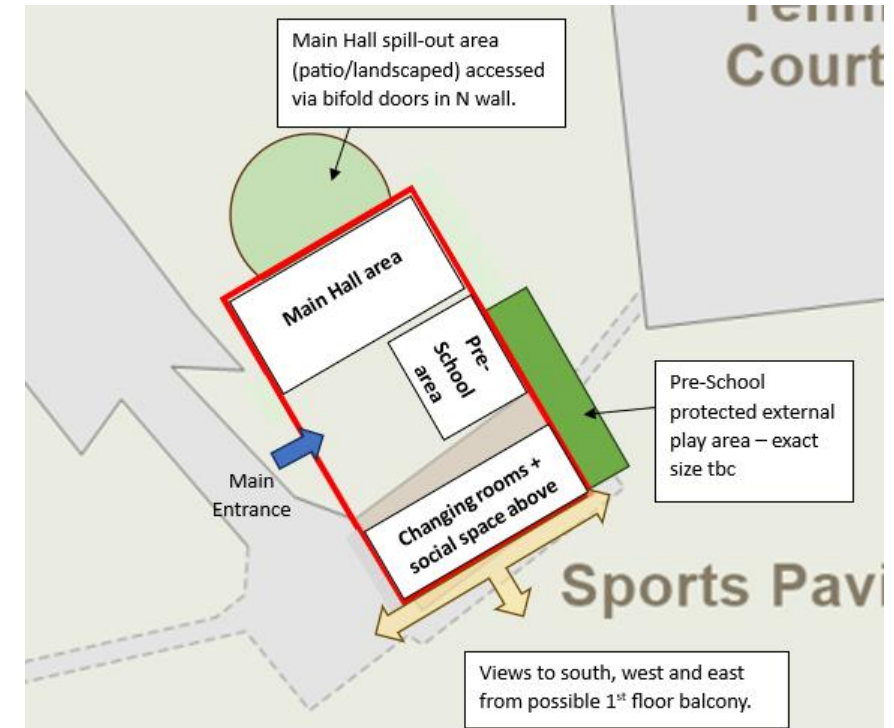 Main Hall spill-out area
(patio/landscaped) accessed
via bifold doors in N wall.
Court
Main Hall area
Pre-
School
area
Pre-School
protected external
play area – exact
size tbc
Main
Entrance
Changing rooms +
social space above
Sports Pavi
Views to south, west and east
from possible 1st floor balcony.